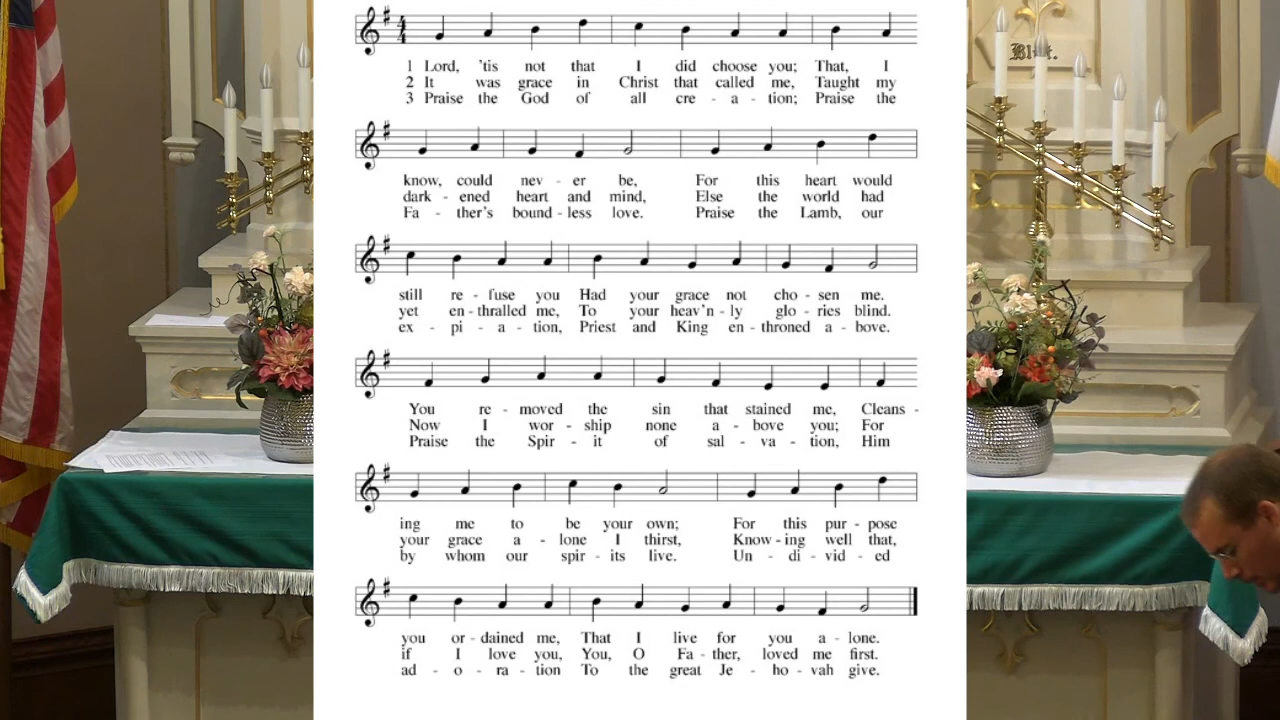 1 Lord, 'tis not that I did choose you; That, I
2 It was grace in Christ that called me, Taught my
3 Praise the God of all cre - a - tion; Praise the
know, could nev - er be, For this heart would
dark - ened heart and mind, Else the world had
Fa - ther's bound - less love. Praise the Lamb, our
still re - fuse you Had your grace not cho - sen me.
yet en - thralled me, To your heav'n - ly glo - ries blind.
ex - pi - a - tion, Priest and King en - throned a - bove.
You re - moved the sin that stained me, Cleans -
Now I wor - ship none a - bove you; For
Praise the Spir - it of sal - va - tion, Him
ing me to be your own; For this pur - pose
your grace a - lone I thirst, Know - ing well that,
by whom our spir - its live. Un - di - vid - ed
you or - dained me, That I live for you a - lone.
if I love you, You, O Fa - ther, loved me first.
ad - o - ra - tion To the great Je - ho - vah give.